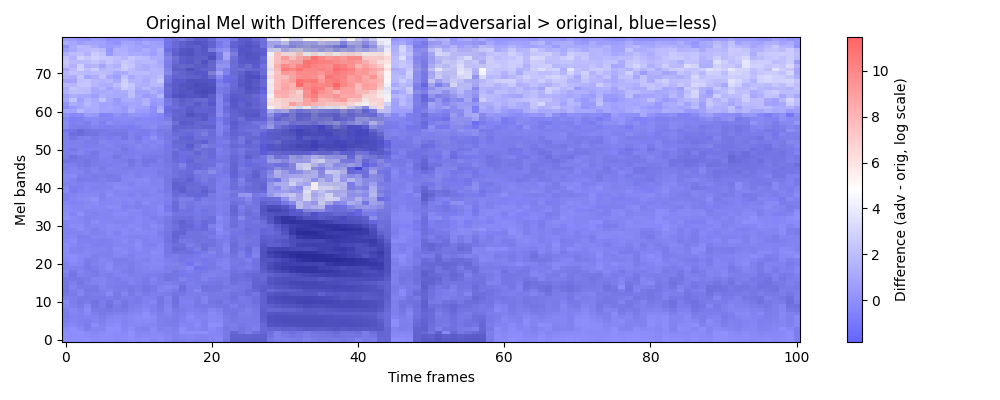 Original Mel with Differences (red=adversarial > original, blue=less)
Mel bands
70
60
50
40
30
20
10
0
0 20 40 60 80 100
Time frames
10
8
6
4
2
0
Difference (adv - orig, log scale)